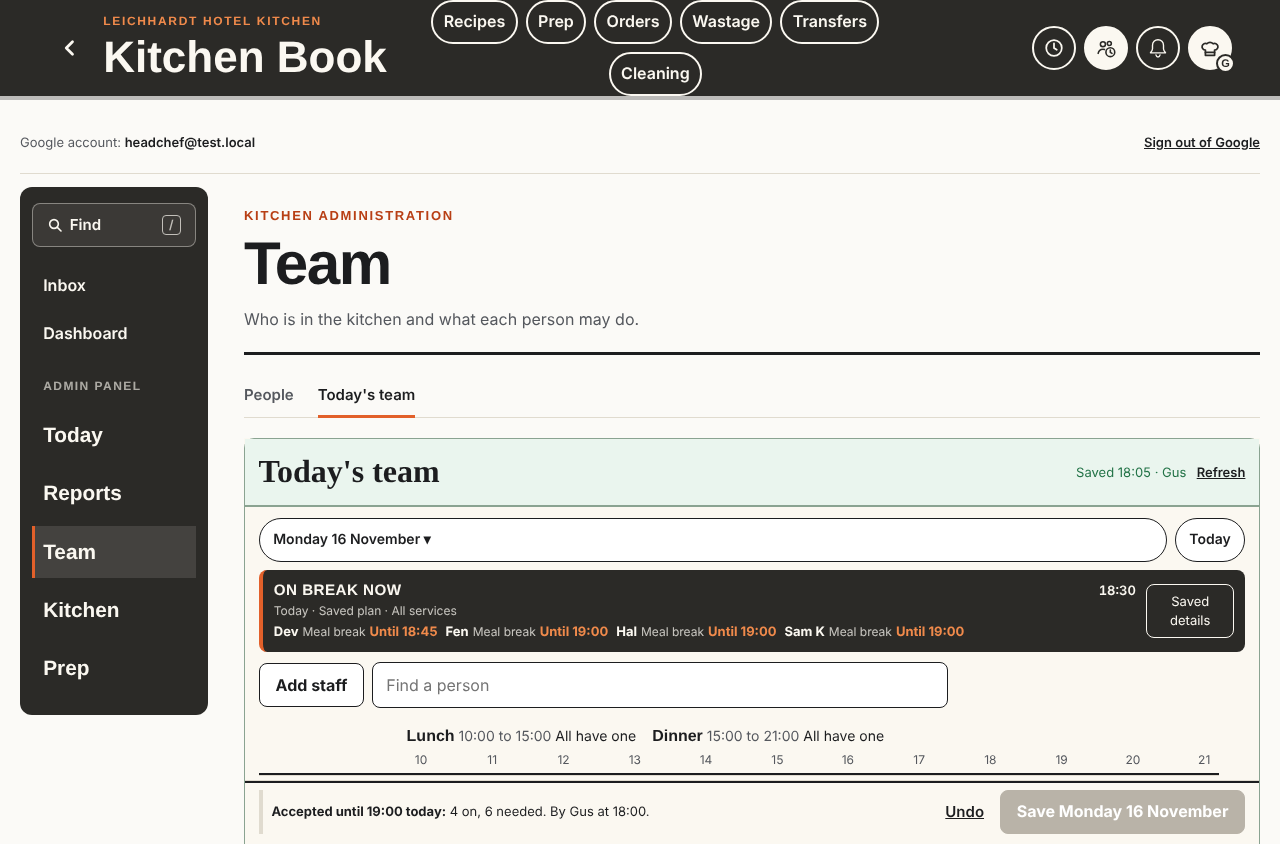 LEICHHARDT HOTEL KITCHEN
Kitchen Book
Recipes Prep Orders Wastage Transfers
Cleaning
G
Google account: headchef@test.local
Sign out of Google
Find /
Inbox
Dashboard
ADMIN PANEL
Today
Reports
Team
Kitchen
Prep
KITCHEN ADMINISTRATION
Team
Who is in the kitchen and what each person may do.
People Today's team
Today's team
Saved 18:05 · Gus Refresh
Monday 16 November ▾
Today
ON BREAK NOW
18:30
Today · Saved plan · All services
Dev Meal break Until 18:45 Fen Meal break Until 19:00 Hal Meal break Until 19:00 Sam K Meal break Until 19:00
Saved
details
Add staff
Find a person
Lunch 10:00 to 15:00 All have one Dinner 15:00 to 21:00 All have one
10 11 12 13 14 15 16 17 18 19 20 21
Accepted until 19:00 today: 4 on, 6 needed. By Gus at 18:00.
Undo
Save Monday 16 November